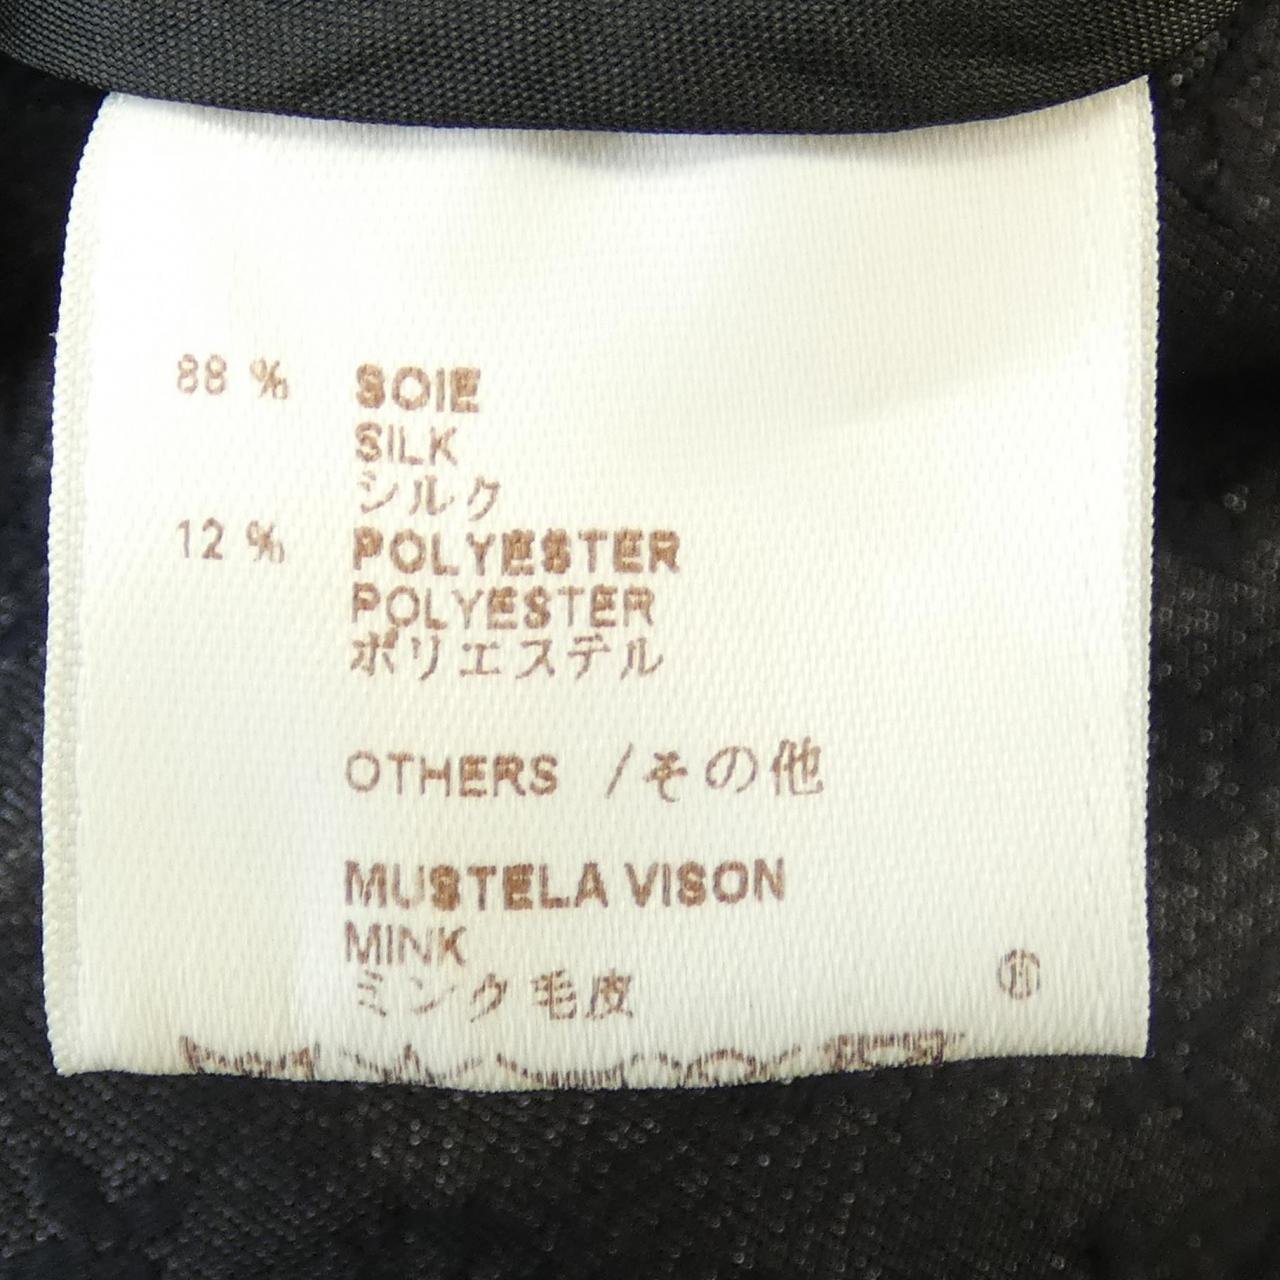 88 % SOIE
SILK
シルク
12 % POLYESTER
POLYESTER
ポリエステル
OTHERS /その他
MUSTELA VISON
MINK
ミンク毛皮